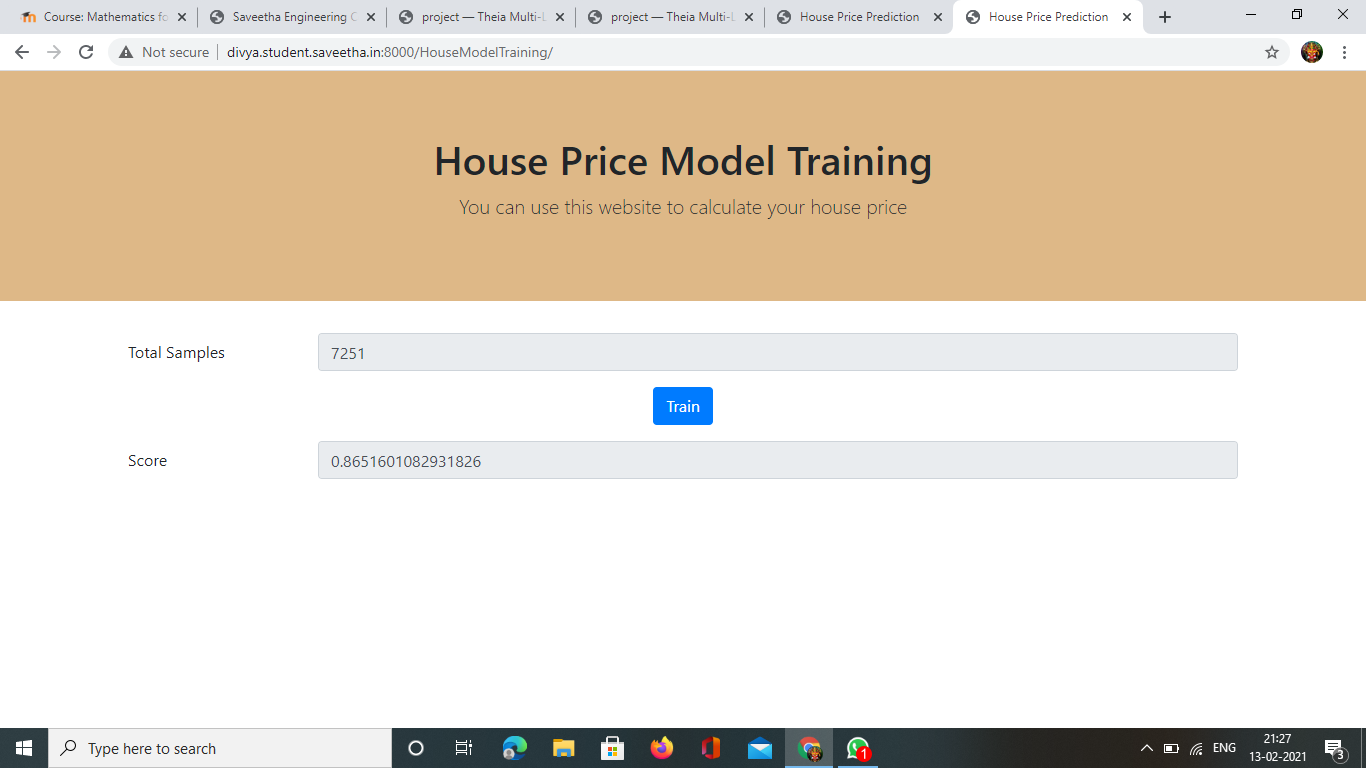 Course: Mathematics fo
Saveetha Engineering C
project — Theia Multi-L
project — Theia Multi-L
House Price Prediction
House Price Prediction
Not secure
divya.student.saveetha.in:8000/HouseModelTraining/
House Price Model Training
You can use this website to calculate your house price
Total Samples
7251
Train
Score
0.8651601082931826
Type here to search
1
ENG
21:27
13-02-2021
3